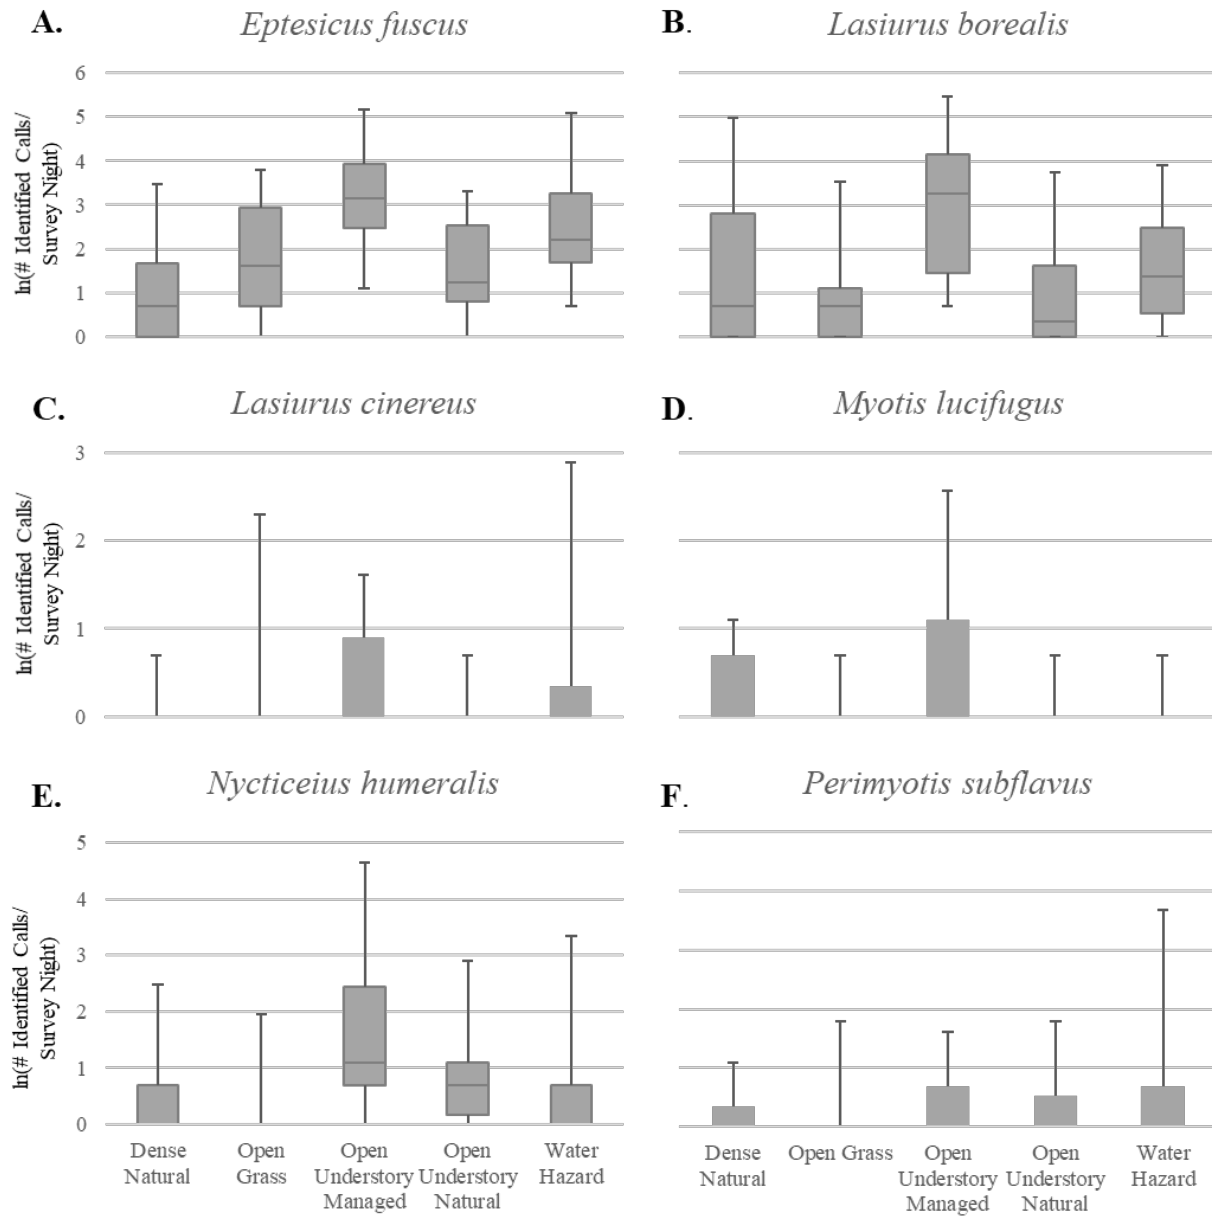 A.
Eptesicus fuscus
B.
Lasiurus borealis
ln(# Identified Calls/
Survey Night)
6
5
4
3
2
1
0
C.
Lasiurus cinereus
D.
Myotis lucifugus
ln(# Identified Calls/
Survey Night)
3
2
1
0
E.
Nycticeius humeralis
F.
Perimyotis subflavus
ln(# Identified Calls/
Survey Night)
5
4
3
2
1
0
Dense
Natural
Open
Grass
Open
Understory
Managed
Open
Understory
Natural
Water
Hazard
Dense
Natural
Open Grass
Open
Understory
Managed
Open
Understory
Natural
Water
Hazard